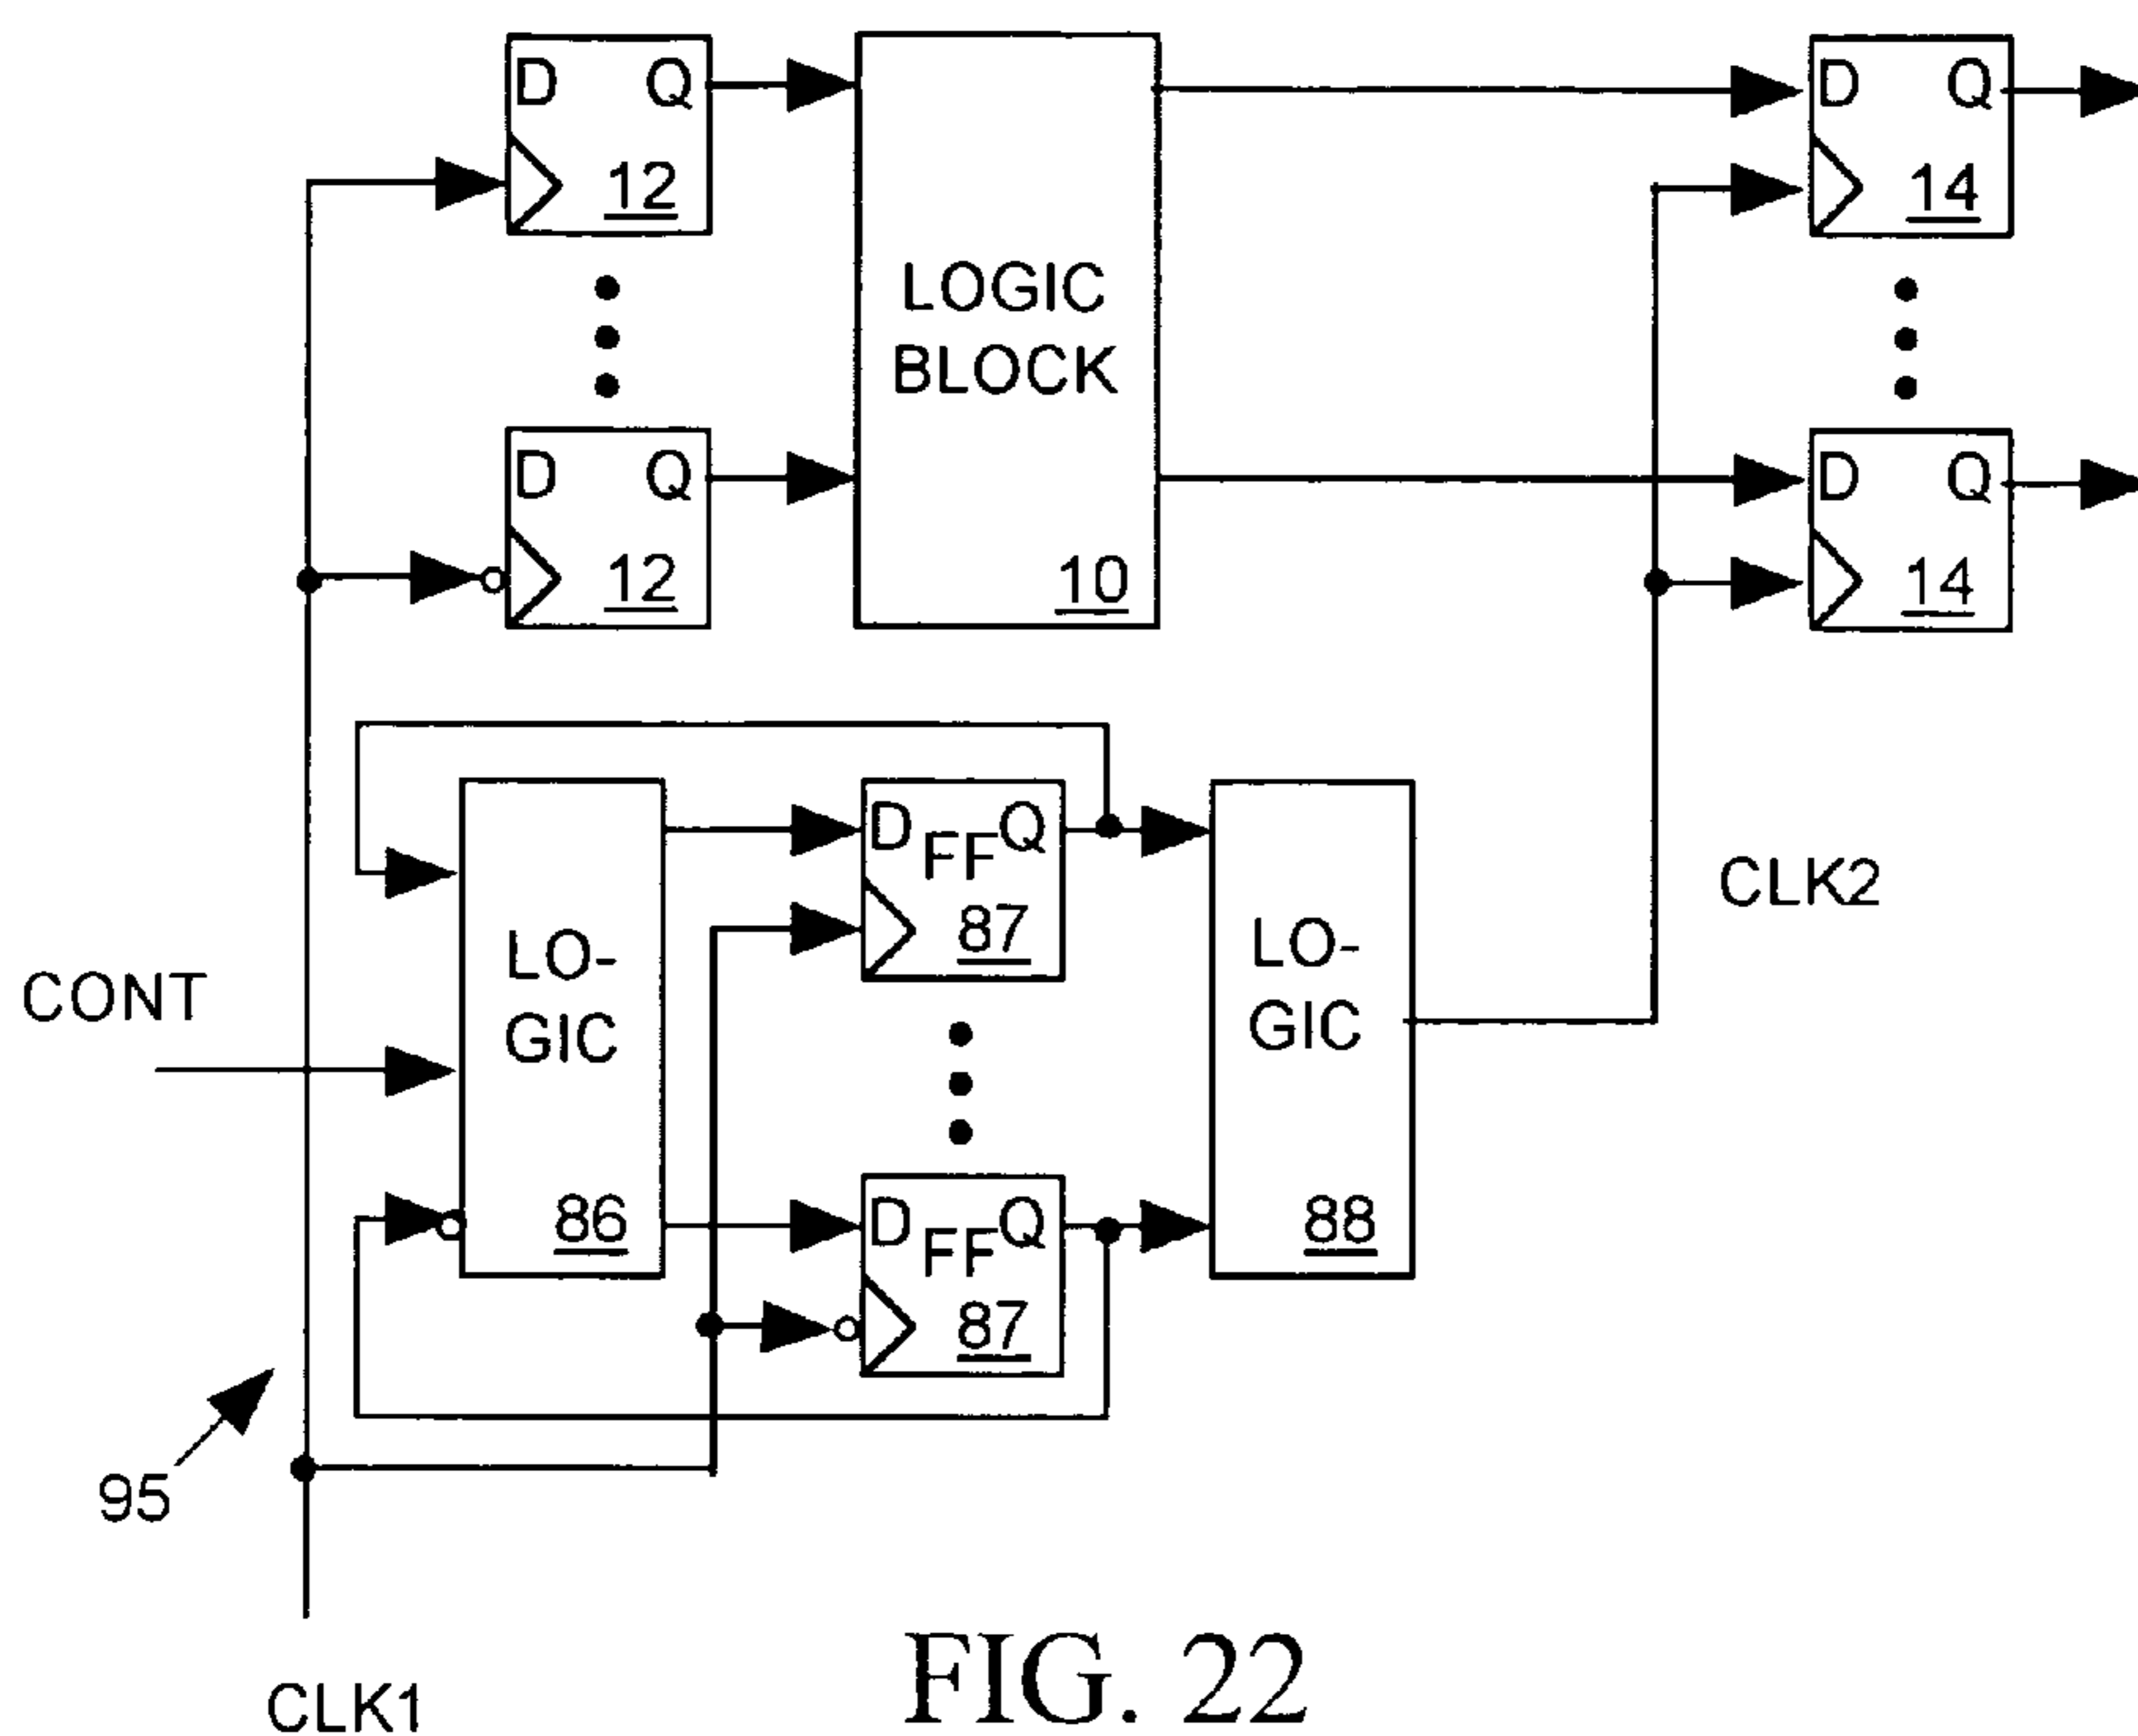 D Q
12
D Q
12
LOGIC
BLOCK
10
D Q
14
D Q
14
CONT
LO-
GIC
86
D FF Q
87
D FF Q
87
LO-
GIC
88
CLK2
95
CLK1
FIG. 22